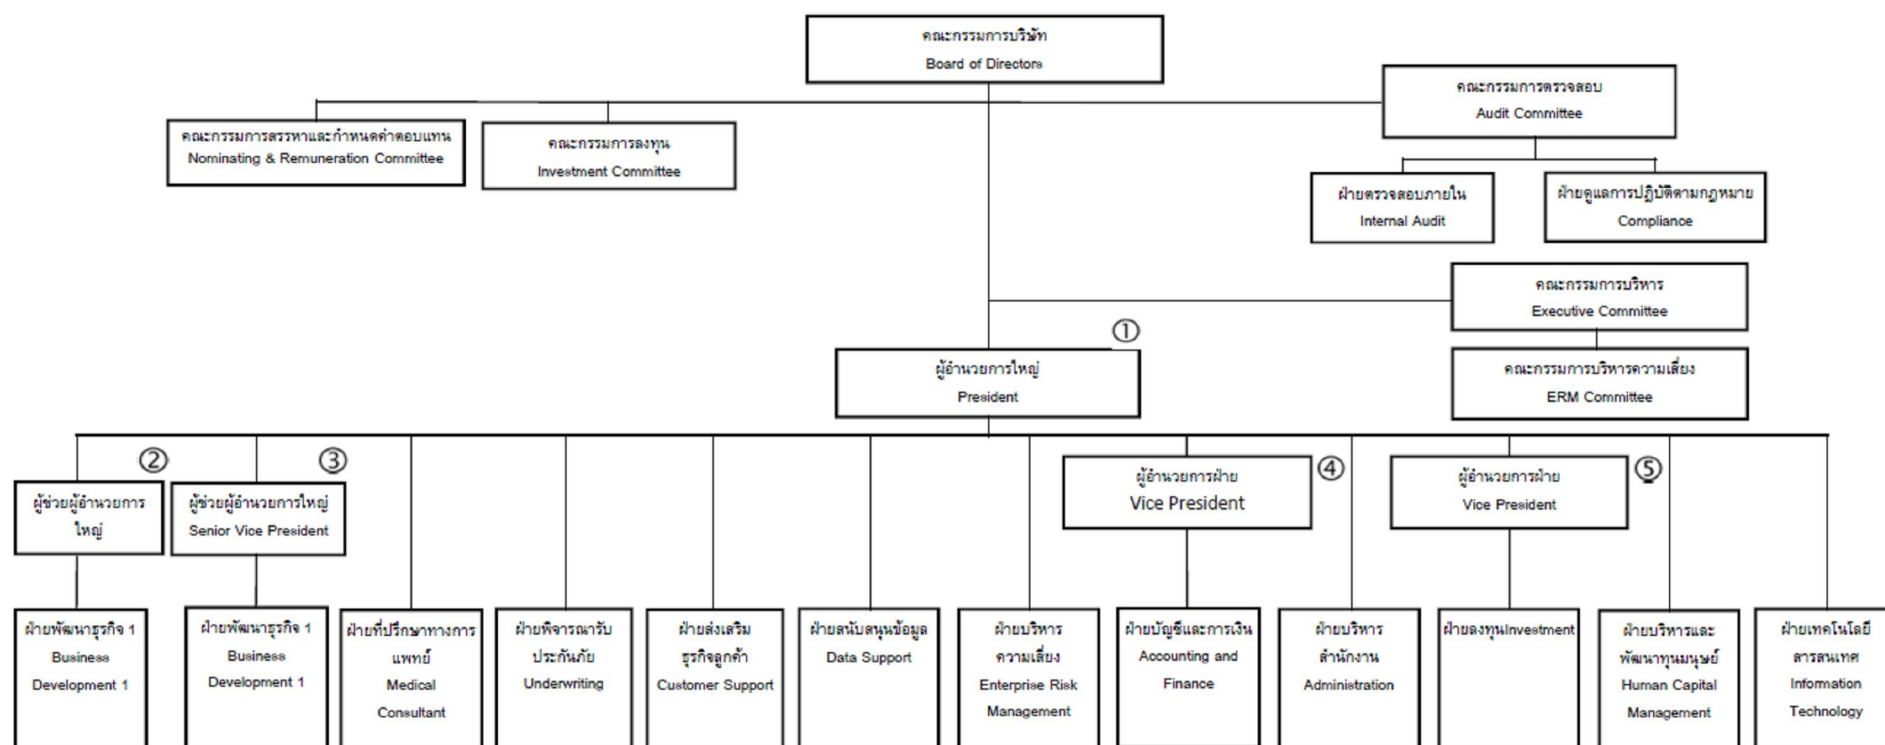 คณะกรรมการบริษัท
Board of Directors
คณะกรรมการตรวจสอบ
Audit Committee
คณะกรรมการสรรหาและกำหนดค่าตอบแทน
Nominating & Remuneration Committee
คณะกรรมการลงทุน
Investment Committee
ฝ่ายตรวจสอบภายใน
Internal Audit
ฝ่ายดูแลการปฏิบัติตามกฎหมาย
Compliance
คณะกรรมการบริหาร
Executive Committee
①
ผู้อำนวยการใหญ่
President
คณะกรรมการบริหารความเสี่ยง
ERM Committee
②
ผู้ช่วยผู้อำนวยการ
ใหญ่
③
ผู้ช่วยผู้อำนวยการใหญ่
Senior Vice President
ผู้อำนวยการฝ่าย
Vice President
④
ผู้อำนวยการฝ่าย
Vice President
⑤
ฝ่ายพัฒนาธุรกิจ 1
Business
Development 1
ฝ่ายพัฒนาธุรกิจ 1
Business
Development 1
ฝ่ายที่ปรึกษาทางการ
แพทย์
Medical
Consultant
ฝ่ายพิจารณารับ
ประกันภัย
Underwriting
ฝ่ายส่งเสริม
ธุรกิจลูกค้า
Customer Support
ฝ่ายสนับสนุนข้อมูล
Data Support
ฝ่ายบริหาร
ความเสี่ยง
Enterprise Risk
Management
ฝ่ายบัญชีและการเงิน
Accounting and
Finance
ฝ่ายบริหาร
สำนักงาน
Administration
ฝ่ายลงทุนInvestment
ฝ่ายบริหารและ
พัฒนาทุนมนุษย์
Human Capital
Management
ฝ่ายเทคโนโลยี
สารสนเทศ
Information
Technology